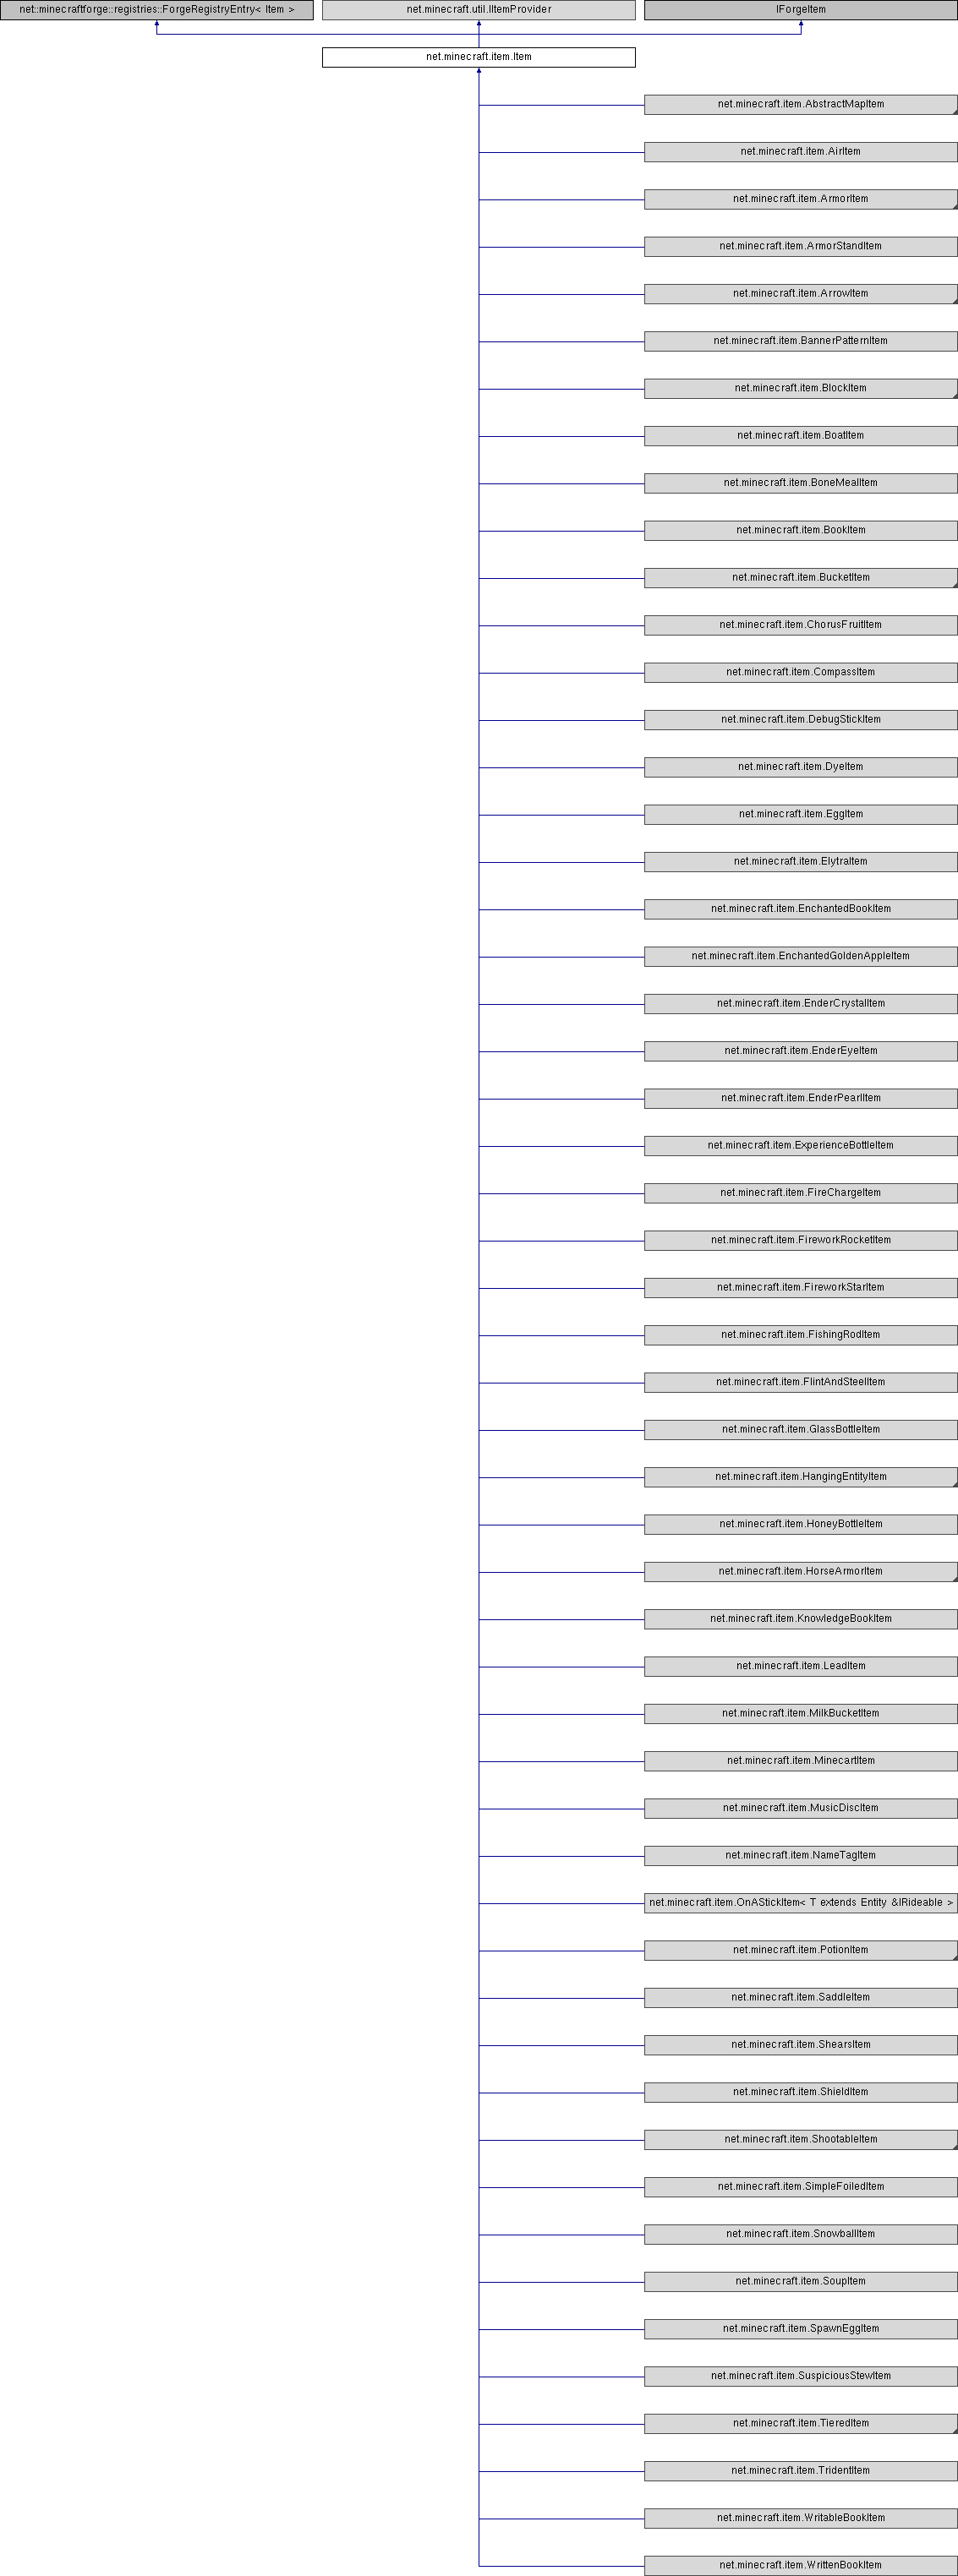 net::minecraftforge::registries::ForgeRegistryEntry< Item >
net.minecraft.util.IItemProvider
IForgeItem
net.minecraft.item.Item
net.minecraft.item.AbstractMapItem
net.minecraft.item.AirItem
net.minecraft.item.ArmorItem
net.minecraft.item.ArmorStandItem
net.minecraft.item.ArrowItem
net.minecraft.item.BannerPatternItem
net.minecraft.item.BlockItem
net.minecraft.item.BoatItem
net.minecraft.item.BoneMealItem
net.minecraft.item.BookItem
net.minecraft.item.BucketItem
net.minecraft.item.ChorusFruitItem
net.minecraft.item.CompassItem
net.minecraft.item.DebugStickItem
net.minecraft.item.DyeItem
net.minecraft.item.EggItem
net.minecraft.item.ElytraItem
net.minecraft.item.EnchantedBookItem
net.minecraft.item.EnchantedGoldenAppleItem
net.minecraft.item.EnderCrystalItem
net.minecraft.item.EnderEyeItem
net.minecraft.item.EnderPearlItem
net.minecraft.item.ExperienceBottleItem
net.minecraft.item.FireChargeItem
net.minecraft.item.FireworkRocketItem
net.minecraft.item.FireworkStarItem
net.minecraft.item.FishingRodItem
net.minecraft.item.FlintAndSteelItem
net.minecraft.item.GlassBottleItem
net.minecraft.item.HangingEntityItem
net.minecraft.item.HoneyBottleItem
net.minecraft.item.HorseArmorItem
net.minecraft.item.KnowledgeBookItem
net.minecraft.item.LeadItem
net.minecraft.item.MilkBucketItem
net.minecraft.item.MinecartItem
net.minecraft.item.MusicDiscItem
net.minecraft.item.NameTagItem
net.minecraft.item.OnAStickItem< T extends Entity &IRideable >
net.minecraft.item.PotionItem
net.minecraft.item.SaddleItem
net.minecraft.item.ShearsItem
net.minecraft.item.ShieldItem
net.minecraft.item.ShootableItem
net.minecraft.item.SimpleFoiledItem
net.minecraft.item.SnowballItem
net.minecraft.item.SoupItem
net.minecraft.item.SpawnEggItem
net.minecraft.item.SuspiciousStewItem
net.minecraft.item.TieredItem
net.minecraft.item.TridentItem
net.minecraft.item.WritableBookItem
net.minecraft.item.WrittenBookItem